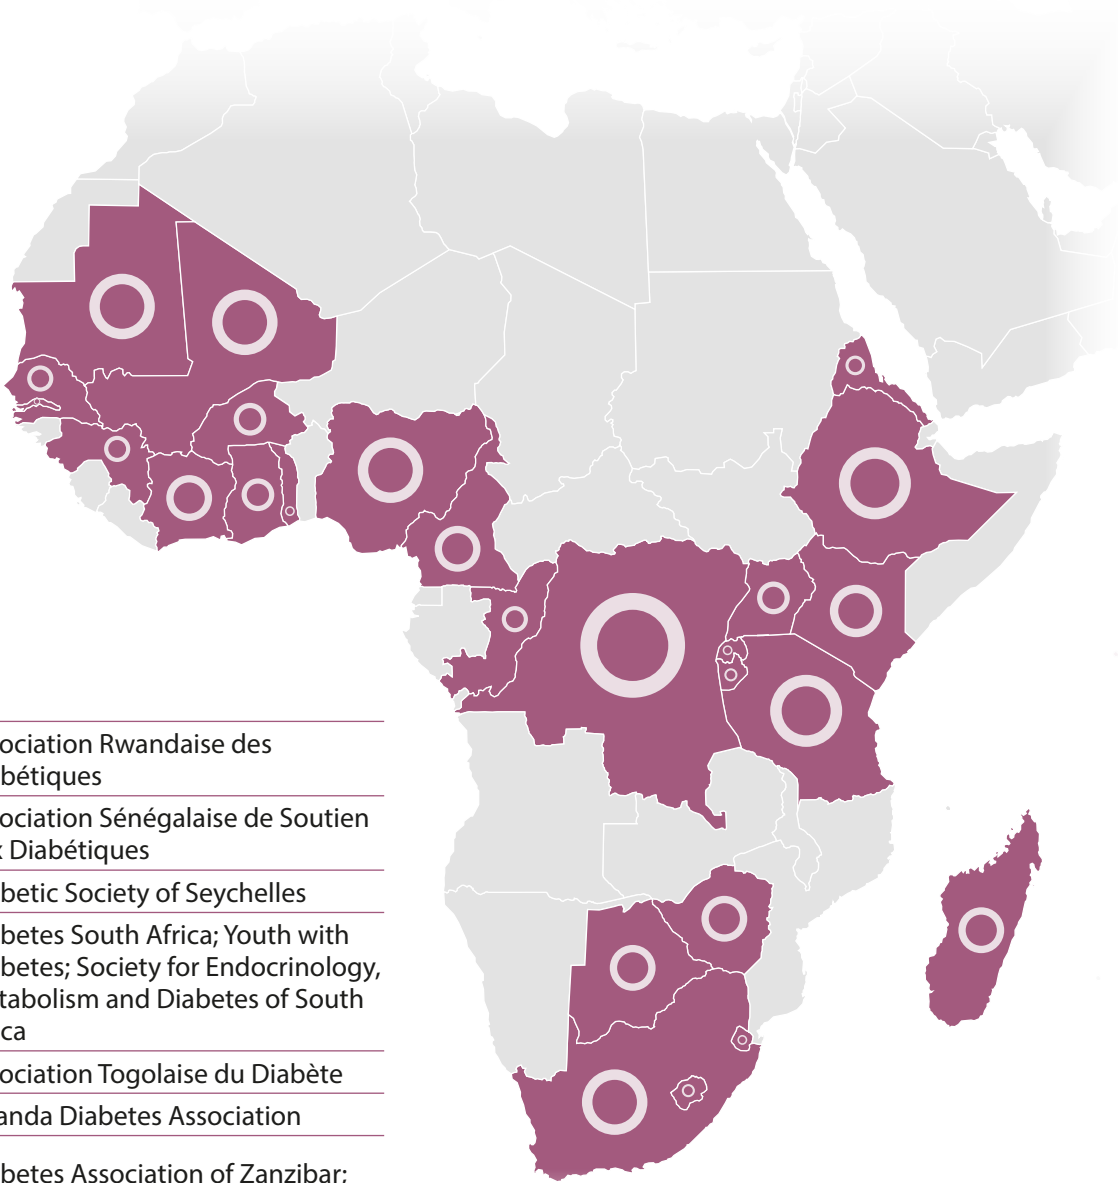 ociation Rwandaise des
bétiques
ociation Sénégalaise de Soutien
x Diabétiques
betic Society of Seychelles
betes South Africa; Youth with
betes; Society for Endocrinology,
tabolism and Diabetes of South
ca
ociation Togolaise du Diabète
anda Diabetes Association
betes Association of Zanzibar;